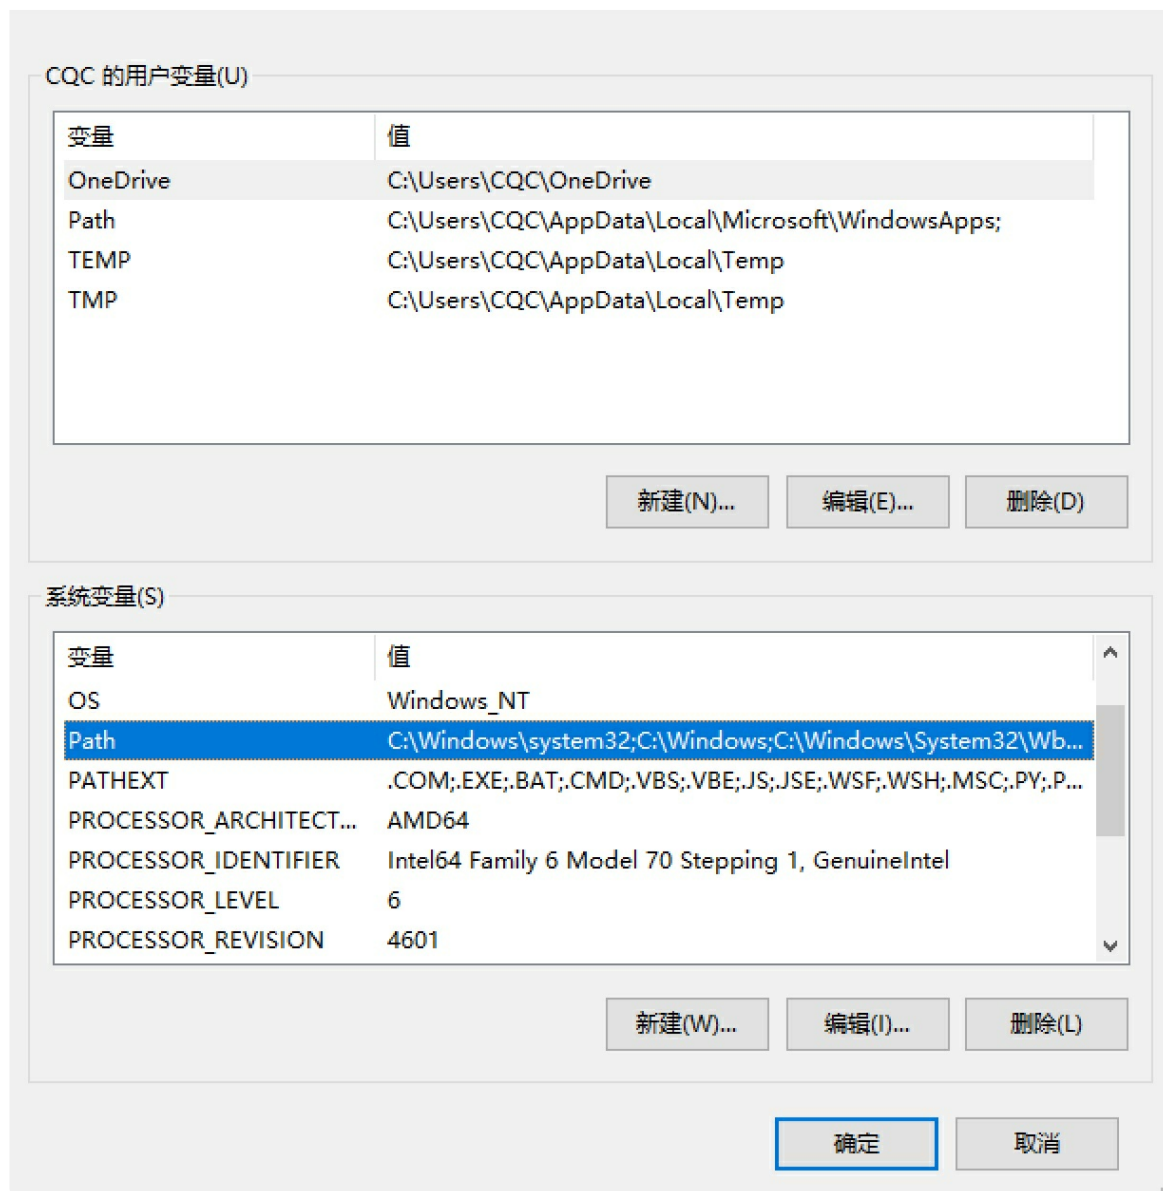 CQC 的用户变量(U)
变量 值
OneDrive C:\Users\CQC\OneDrive
Path C:\Users\CQC\AppData\Local\Microsoft\WindowsApps;
TEMP C:\Users\CQC\AppData\Local\Temp
TMP C:\Users\CQC\AppData\Local\Temp
新建(N)... 编辑(E)... 删除(D)
系统变量(S)
变量 值
OS Windows_NT
Path C:\Windows\system32;C:\Windows;C:\Windows\System32\Wb...
PATHEXT .COM;.EXE;.BAT;.CMD;.VBS;.VBE;.JS;.JSE;.WSF;.WSH;.MSC;.PY;.P...
PROCESSOR_ARCHITECT... AMD64
PROCESSOR_IDENTIFIER Intel64 Family 6 Model 70 Stepping 1, GenuineIntel
PROCESSOR_LEVEL 6
PROCESSOR_REVISION 4601
新建(W)... 编辑(I)... 删除(L)
确定 取消